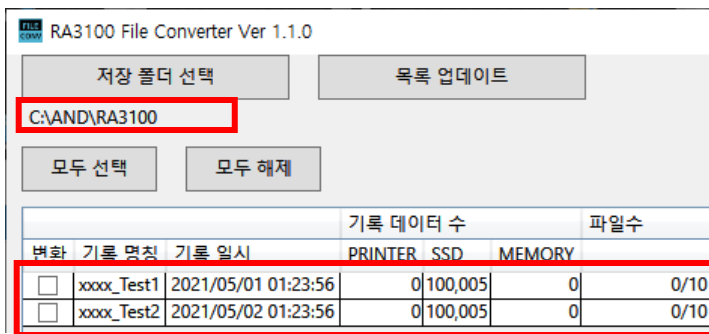 FILE CONV RA3100 File Converter Ver 1.1.0
저장 폴더 선택 목록 업데이트
C:\AND\RA3100
모두 선택 모두 해제
기록 데이터 수 파일수
변화 기록 명칭 기록 일시 PRINTER SSD MEMORY
xxxx_Test1 2021/05/01 01:23:56 0 100,005 0 0/10
xxxx_Test2 2021/05/02 01:23:56 0 100,005 0 0/10